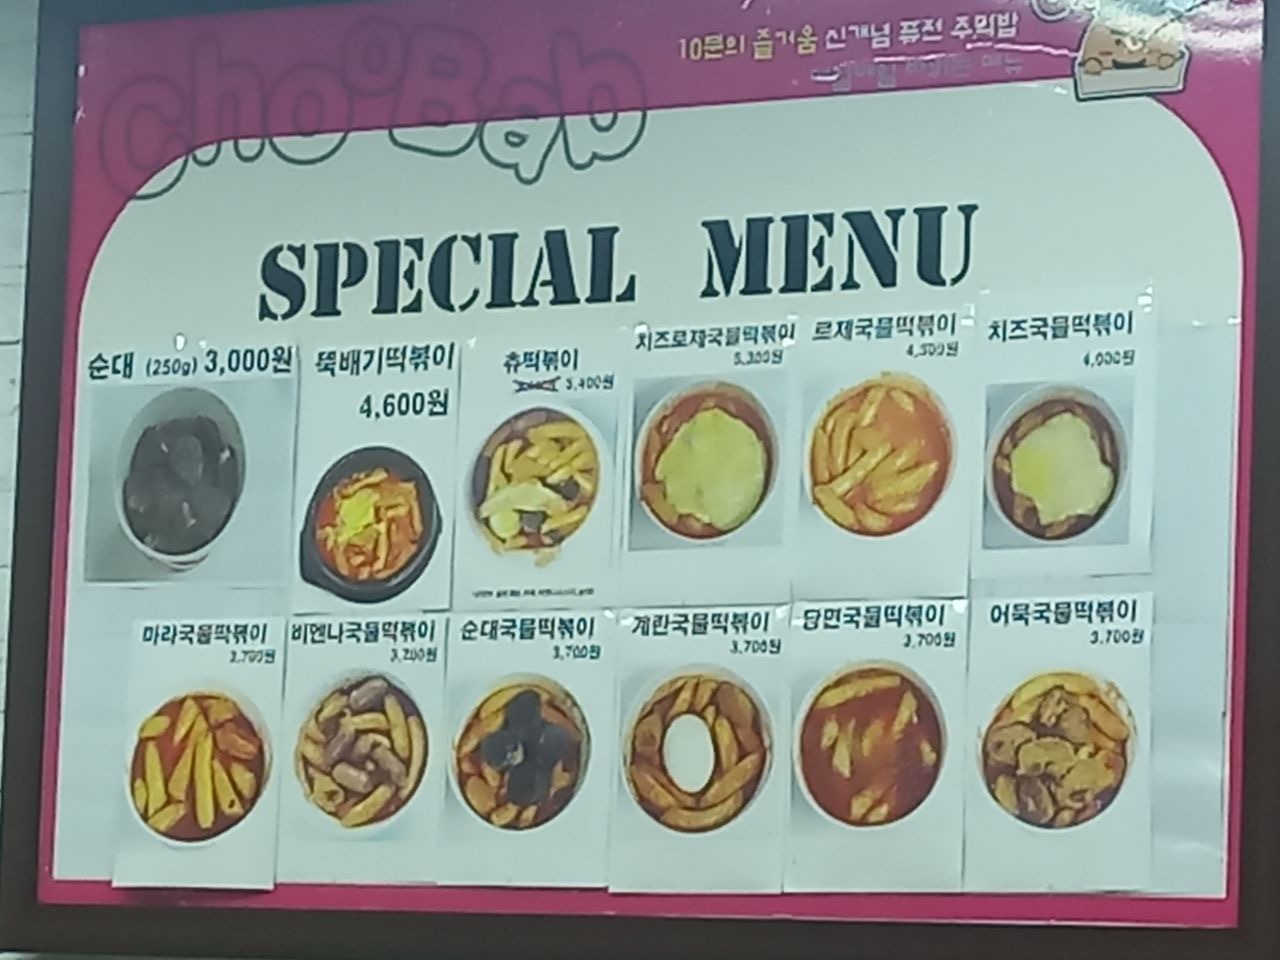 Cho Bab
10분의 즐거움 신개념 퓨전 주먹밥
메뉴
SPECIAL MENU
순대 (250g) 3,000원
뚝배기떡볶이
4,600원
츄떡볶이
3,400원
치즈로제국물떡볶이
5,300원
로제국물떡볶이
4,300원
치즈국물떡볶이
4,000원
마라국물떡볶이
3,700원
비엔나국물떡볶이
3,700원
순대국물떡볶이
3,700원
계란국물떡볶이
3,700원
당면국물떡볶이
3,700원
어묵국물떡볶이
3,700원